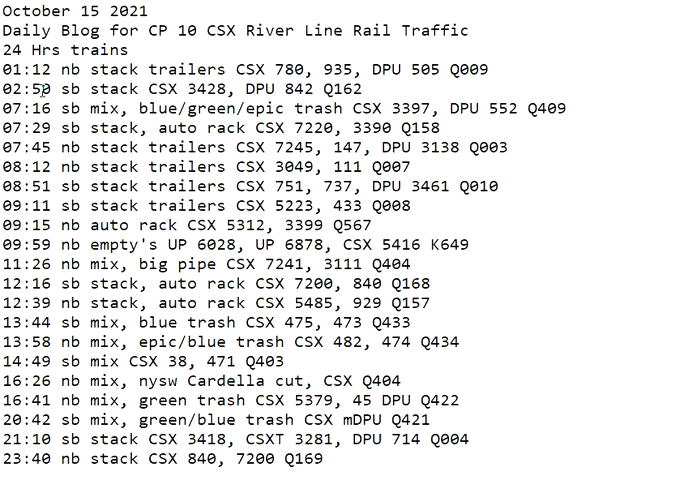 October 15 2021
Daily Blog for CP 10 CSX River Line Rail Traffic
24 Hrs trains
01:12 nb stack trailers CSX 780, 935, DPU 505 Q009
02:50 sb stack CSX 3428, DPU 842 Q162
07:16 sb mix, blue/green/epic trash CSX 3397, DPU 552 Q409
07:29 sb stack, auto rack CSX 7220, 3390 Q158
07:45 nb stack trailers CSX 7245, 147, DPU 3138 Q003
08:12 nb stack trailers CSX 3049, 111 Q007
08:51 sb stack trailers CSX 751, 737, DPU 3461 Q010
09:11 sb stack trailers CSX 5223, 433 Q008
09:15 nb auto rack CSX 5312, 3399 Q567
09:59 nb empty's UP 6028, UP 6878, CSX 5416 K649
11:26 nb mix, big pipe CSX 7241, 3111 Q404
12:16 sb stack, auto rack CSX 7200, 840 Q168
12:39 nb stack, auto rack CSX 5485, 929 Q157
13:44 sb mix, blue trash CSX 475, 473 Q433
13:58 nb mix, epic/blue trash CSX 482, 474 Q434
14:49 sb mix CSX 38, 471 Q403
16:26 nb mix, nysw Cardella cut, CSX Q404
16:41 nb mix, green trash CSX 5379, 45 DPU Q422
20:42 sb mix, green/blue trash CSX mDPU Q421
21:10 sb stack CSX 3418, CSXT 3281, DPU 714 Q004
23:40 nb stack CSX 840, 7200 Q169